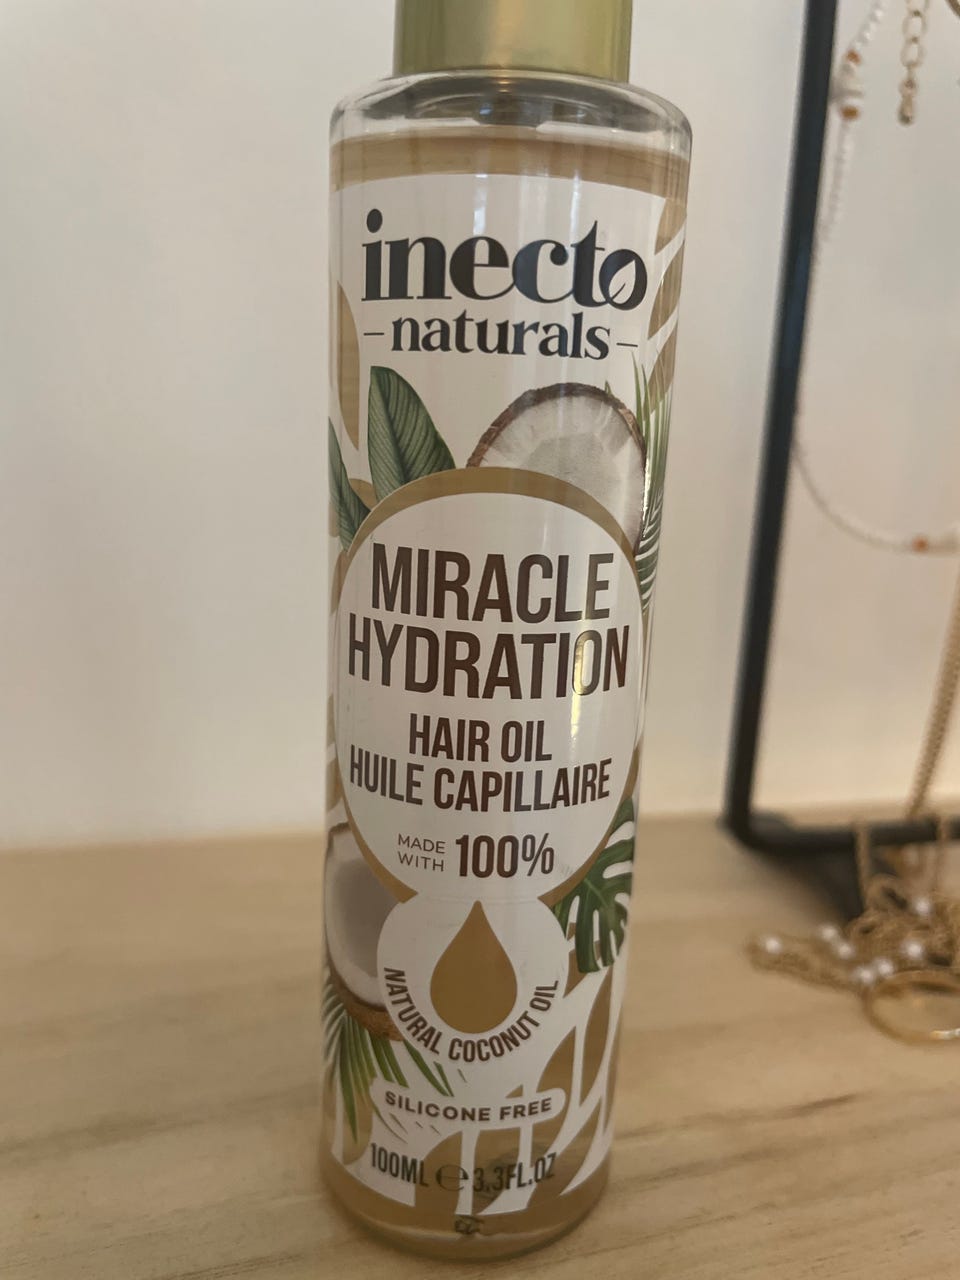 inecto
naturals
MIRACLE
HYDRATION
HAIR OIL
HUILE CAPILLAIRE
MADE
WITH 100%
NATURAL COCONUT OIL
SILICONE FREE
100ML ℮ 3.3FL.OZ